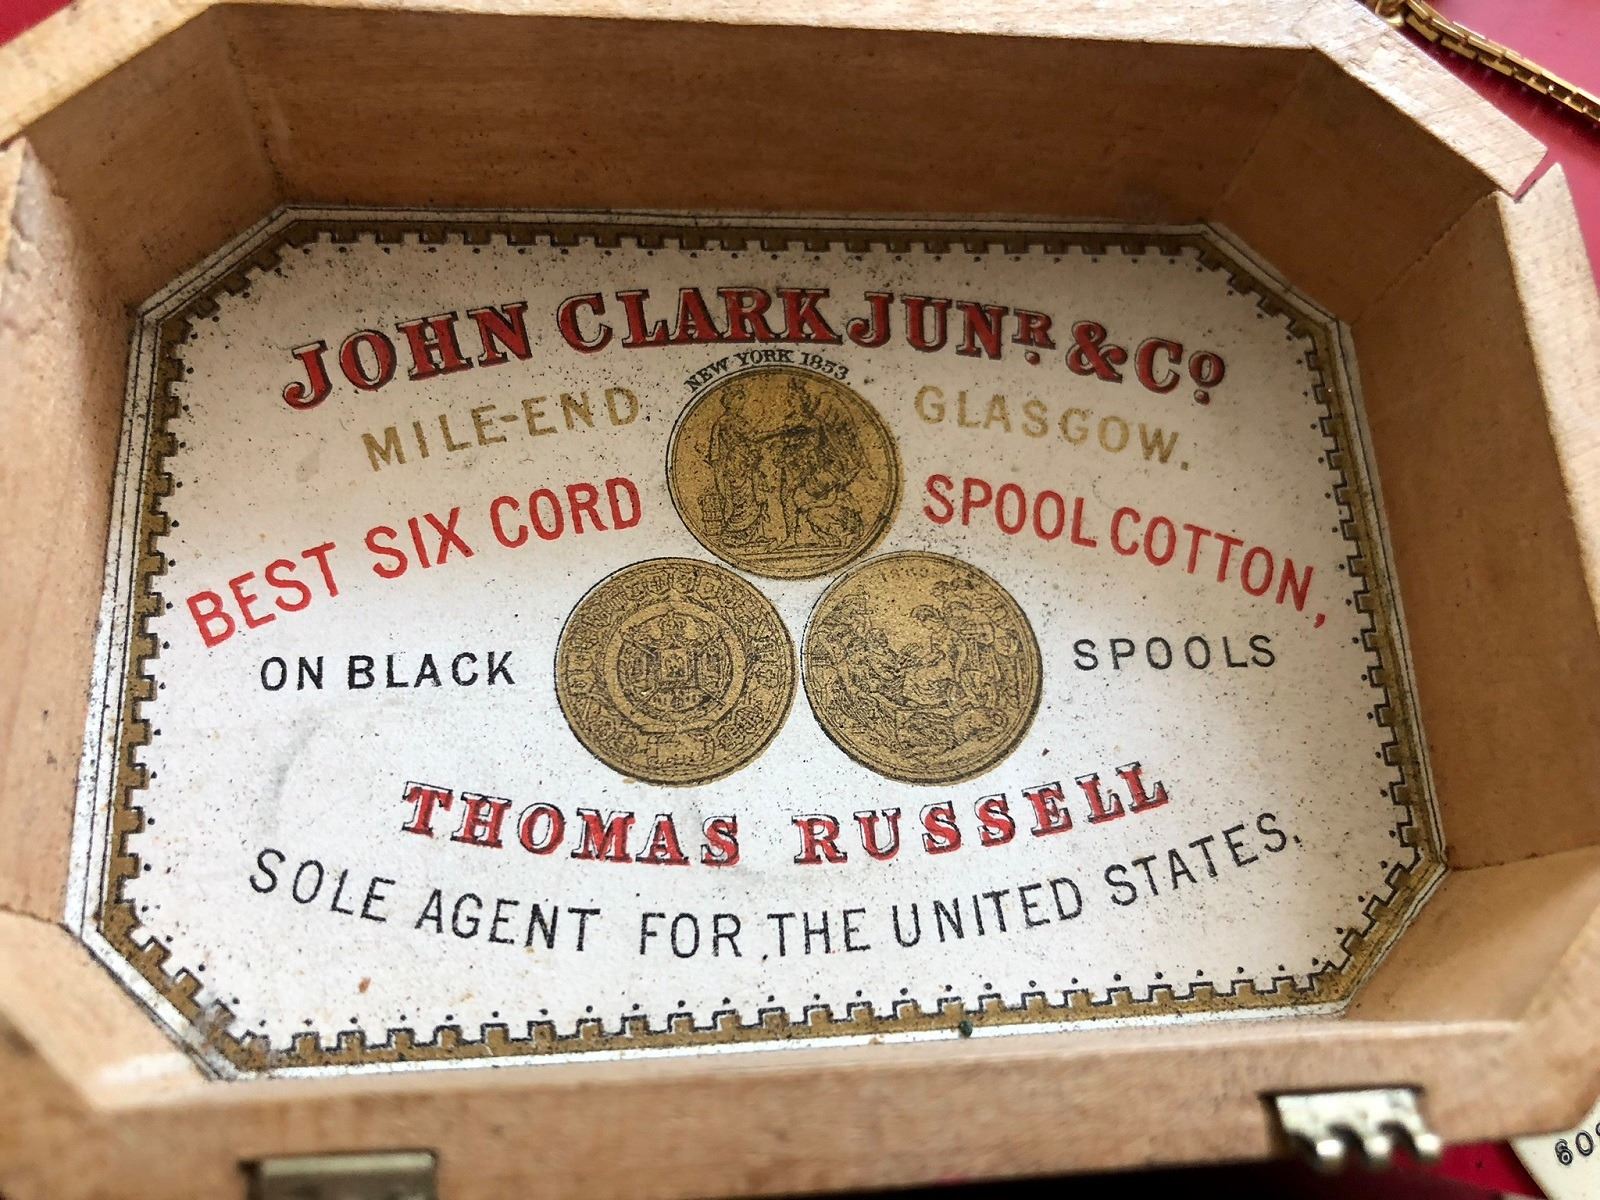 JOHN CLARK JUNR. & Co.
NEW YORK 1853.
MILE-END GLASGOW.
BEST SIX CORD SPOOL COTTON,
ON BLACK SPOOLS
THOMAS RUSSELL
SOLE AGENT FOR THE UNITED STATES.